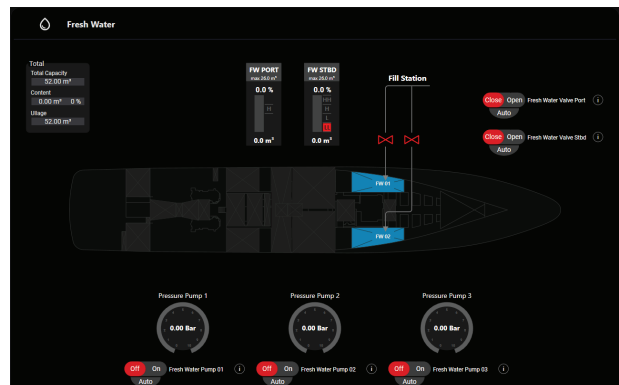 Fresh Water
Total
Total Capacity
52.00 m³
Content
0.00 m³ 0 %
Ullage
52.00 m³
FW PORT
max 26.0 m³
0.0 %
H
0.0 m³
FW STBD
max 26.0 m³
0.0 %
HH
H
L
LL
0.0 m³
Fill Station
Close Open Fresh Water Valve Port i
Auto
Close Open Fresh Water Valve Stbd i
Auto
FW 01
FW 02
Pressure Pump 1
0.00 Bar
Off On Fresh Water Pump 01 i
Auto
Pressure Pump 2
0.00 Bar
Off On Fresh Water Pump 02 i
Auto
Pressure Pump 3
0.00 Bar
Off On Fresh Water Pump 03 i
Auto